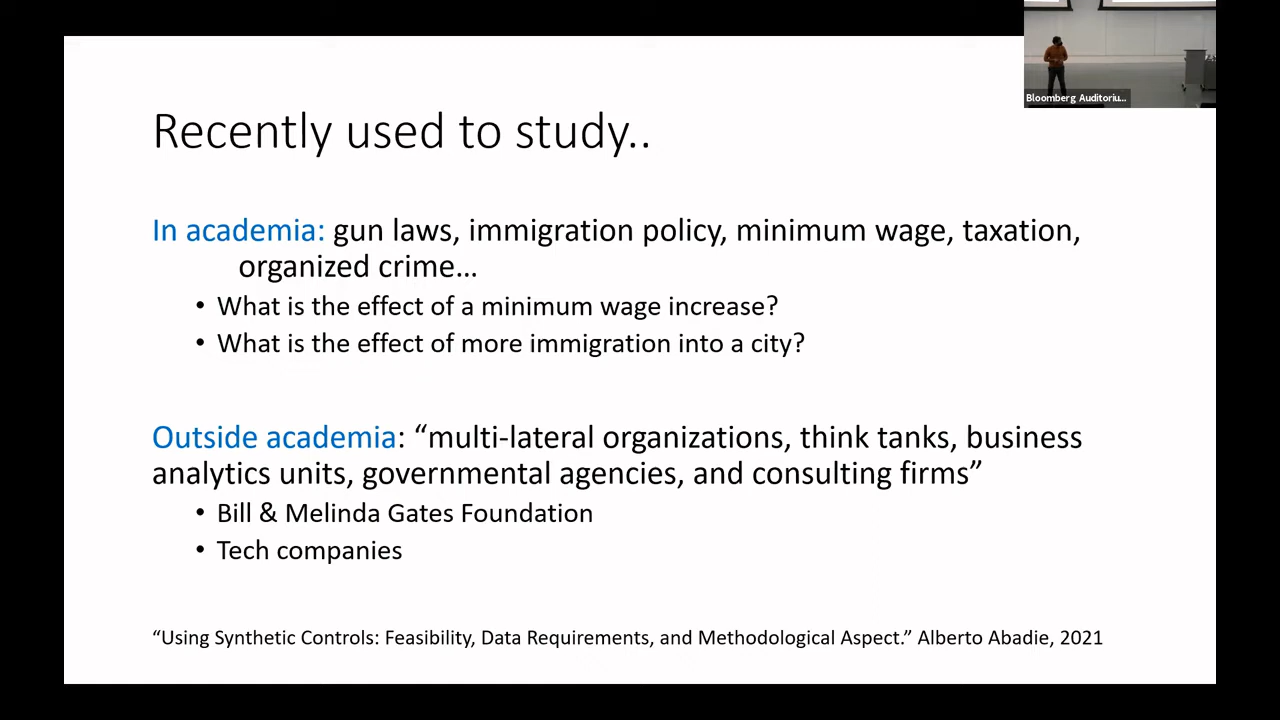 Recently used to study..
In academia: gun laws, immigration policy, minimum wage, taxation,
organized crime…
• What is the effect of a minimum wage increase?
• What is the effect of more immigration into a city?
Outside academia: “multi-lateral organizations, think tanks, business
analytics units, governmental agencies, and consulting firms”
• Bill & Melinda Gates Foundation
• Tech companies
“Using Synthetic Controls: Feasibility, Data Requirements, and Methodological Aspect.” Alberto Abadie, 2021
Bloomberg Auditoriu...